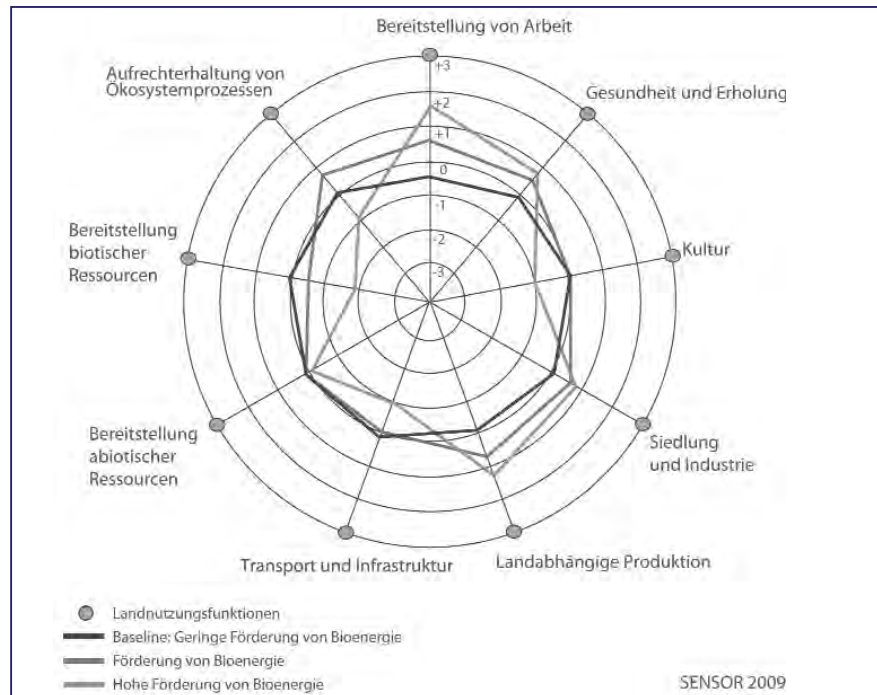 Bereitstellung von Arbeit
Aufrechterhaltung von
Ökosystemprozessen
Gesundheit und Erholung
+3
+2
+1
0
-1
-2
-3
Bereitstellung
biotischer
Ressourcen
Kultur
Bereitstellung
abiotischer
Ressourcen
Siedlung
und Industrie
Transport und Infrastruktur
Landabhängige Produktion
Landnutzungsfunktionen
Baseline: Geringe Förderung von Bioenergie
Förderung von Bioenergie
Hohe Förderung von Bioenergie
SENSOR 2009